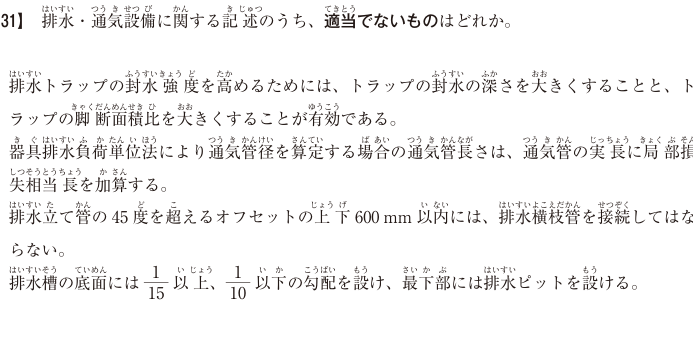 31】 排水・通気設備に関する記述のうち、適当でないものはどれか。
排水トラップの封水強度を高めるためには、トラップの封水の深さを大きくすることと、ト
ラップの脚断面積比を大きくすることが有効である。
器具排水負荷単位法により通気管径を算定する場合の通気管長さは、通気管の実長に局部損
失相当長を加算する。
排水立て管の 45 度を超えるオフセットの上下 600 mm 以内には、排水横枝管を接続してはな
らない。
排水槽の底面には 1/15 以上、1/10 以下の勾配を設け、最下部には排水ピットを設ける。